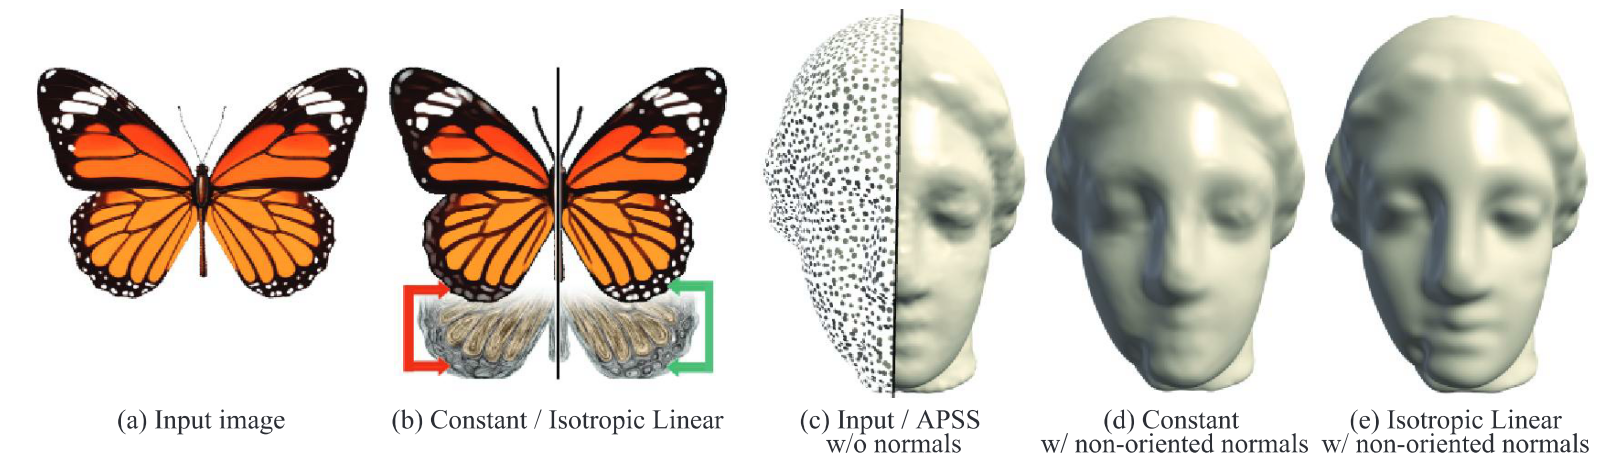 (a) Input image
(b) Constant / Isotropic Linear
(c) Input / APSS
w/o normals
(d) Constant
w/ non-oriented normals
(e) Isotropic Linear
w/ non-oriented normals